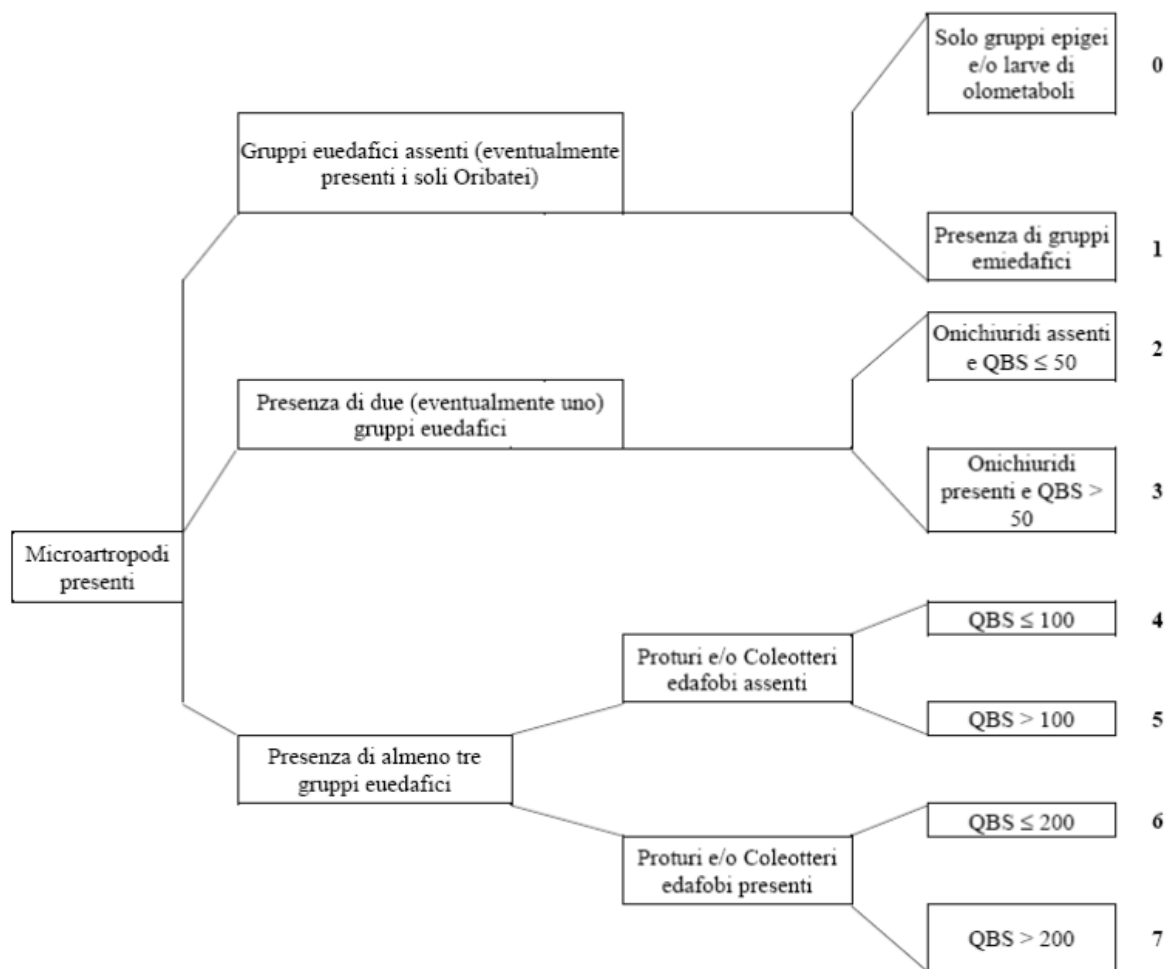 Solo gruppi epigei
e/o larve di
olometaboli
0
Gruppi euedafici assenti (eventualmente
presenti i soli Oribatei)
Presenza di gruppi
emiedafici
1
Onichiuridi assenti
e QBS ≤ 50
2
Presenza di due (eventualmente uno)
gruppi euedafici
Onichiuridi
presenti e QBS >
50
3
Microartropodi
presenti
QBS ≤ 100
4
Proturi e/o Coleotteri
edafobi assenti
QBS > 100
5
Presenza di almeno tre
gruppi euedafici
QBS ≤ 200
6
Proturi e/o Coleotteri
edafobi presenti
QBS > 200
7